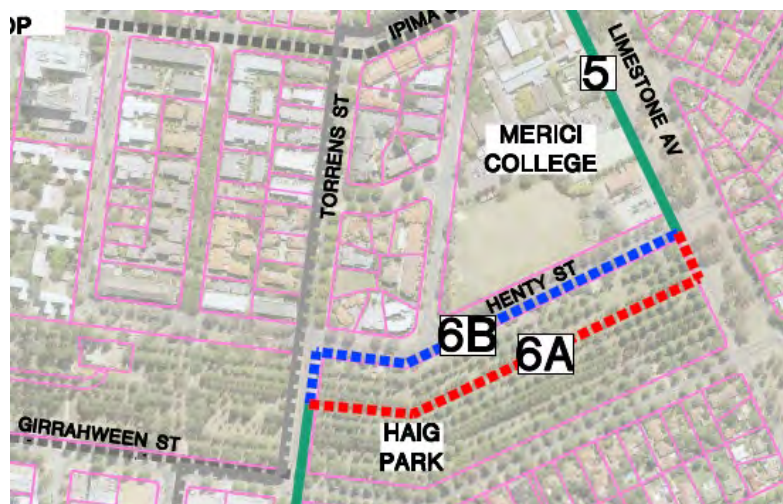 OP
IPIMA
LIMESTONE AV
5
TORRENS ST
MERICI
COLLEGE
HENTY ST
6B
6A
HAIG
PARK
GIRRAHWEEN ST